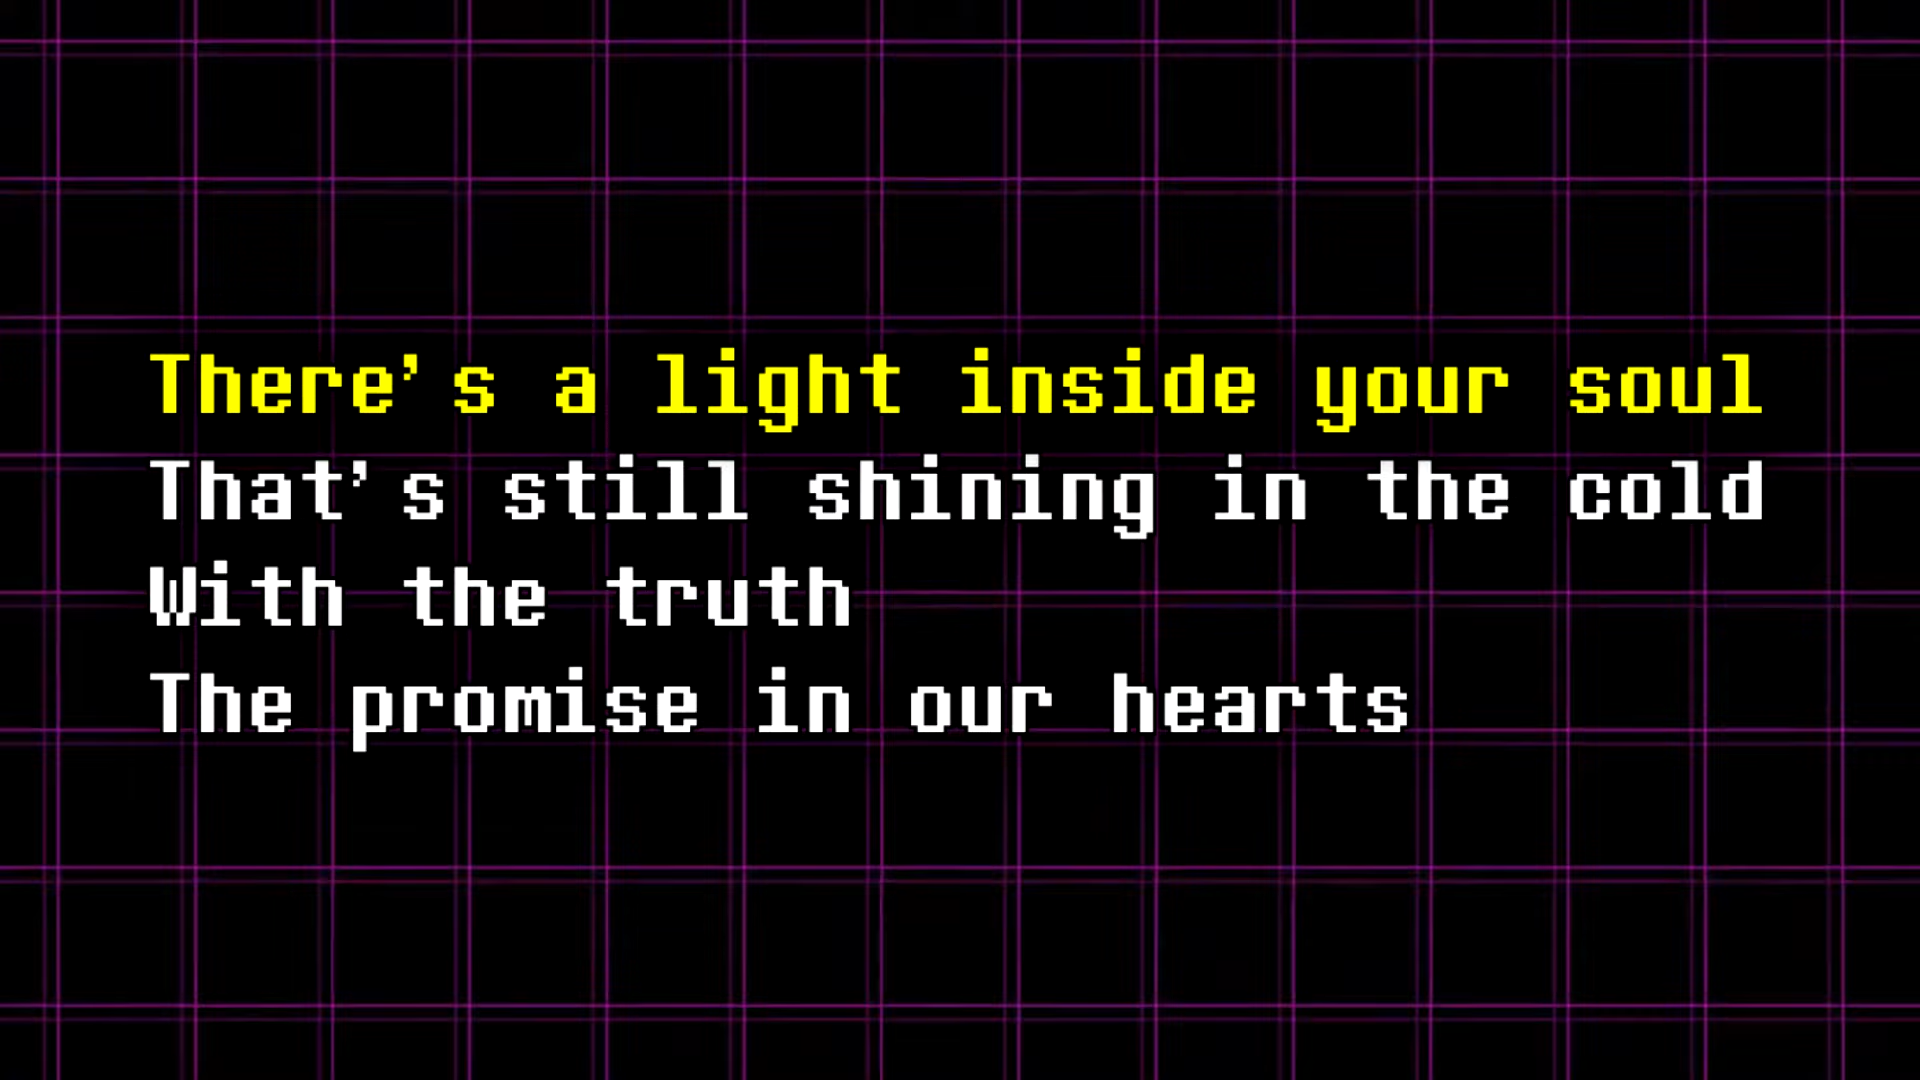 There's a light inside your soul
That's still shining in the cold
With the truth
The promise in our hearts